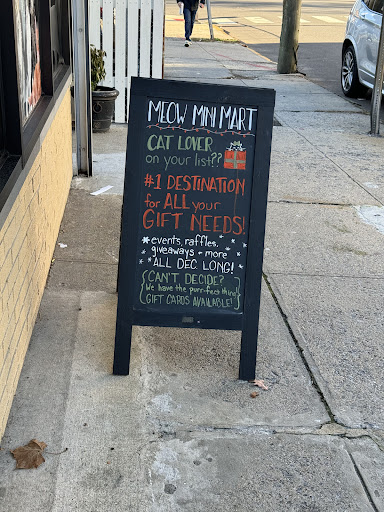 MEOW MINI MART
CAT LOVER
on your list??
#1 DESTINATION
for ALL your
GIFT NEEDS!
* events, raffles,
giveaways + more
* ALL DEC. LONG! *
{CAN'T DECIDE?
We have the purr-fect thing!
GIFT CARDS AVAILABLE!}